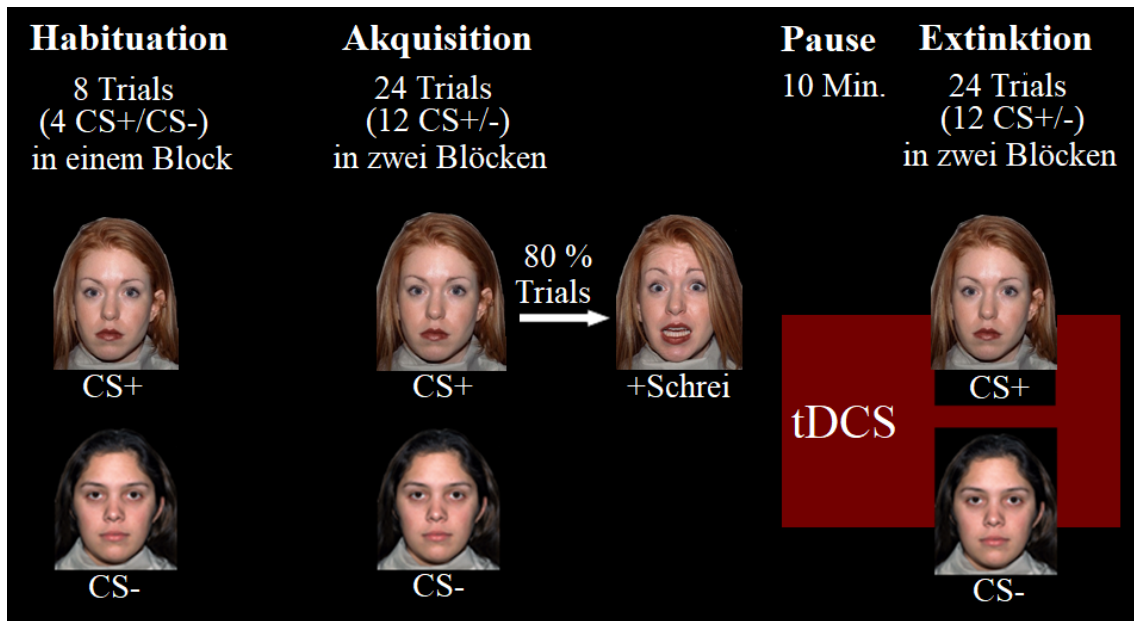 Habituation
8 Trials
(4 CS+/CS-)
in einem Block
Akquisition
24 Trials
(12 CS+/-)
in zwei Blöcken
Pause
10 Min.
Extinktion
24 Trials
(12 CS+/-)
in zwei Blöcken
80 %
Trials
CS+
CS+
+Schrei
CS+
tDCS
CS-
CS-
CS-